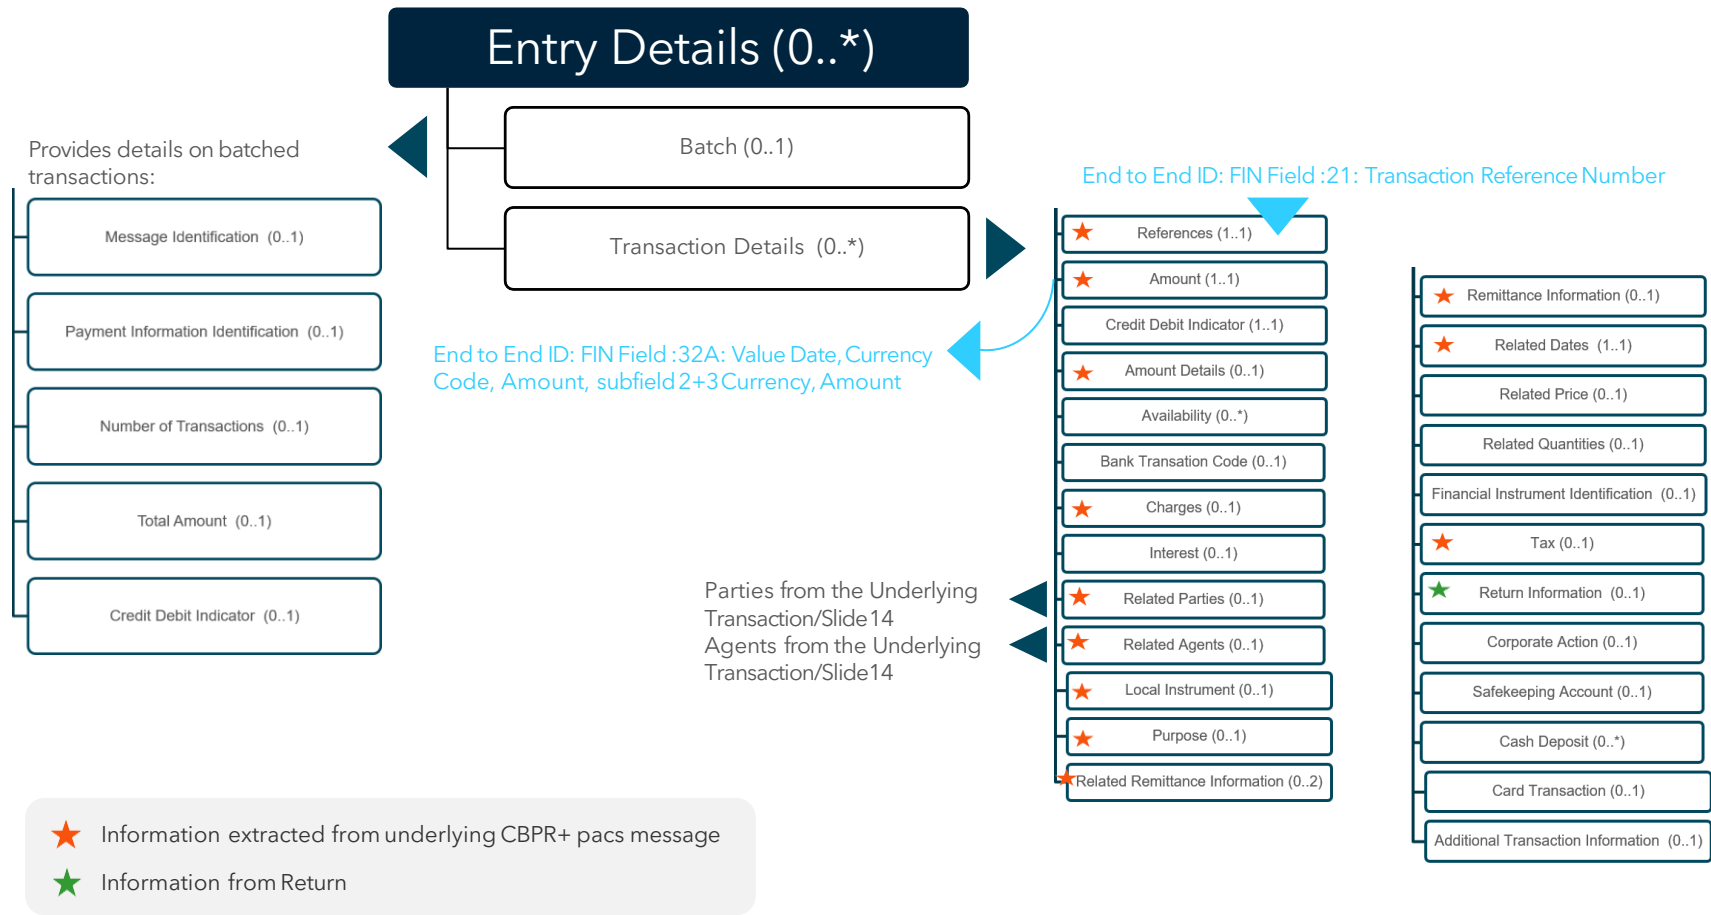 Entry Details (0..*)
Batch (0..1)
Transaction Details (0..*)
Provides details on batched
transactions:
Message Identification (0..1)
Payment Information Identification (0..1)
Number of Transactions (0..1)
Total Amount (0..1)
Credit Debit Indicator (0..1)
End to End ID: FIN Field :21: Transaction Reference Number
End to End ID: FIN Field :32A: Value Date, Currency
Code, Amount, subfield 2+3 Currency, Amount
Parties from the Underlying
Transaction/Slide14
Agents from the Underlying
Transaction/Slide14
References (1..1)
Amount (1..1)
Credit Debit Indicator (1..1)
Amount Details (0..1)
Availability (0..*)
Bank Transation Code (0..1)
Charges (0..1)
Interest (0..1)
Related Parties (0..1)
Related Agents (0..1)
Local Instrument (0..1)
Purpose (0..1)
Related Remittance Information (0..2)
Remittance Information (0..1)
Related Dates (1..1)
Related Price (0..1)
Related Quantities (0..1)
Financial Instrument Identification (0..1)
Tax (0..1)
Return Information (0..1)
Corporate Action (0..1)
Safekeeping Account (0..1)
Cash Deposit (0..*)
Card Transaction (0..1)
Additional Transaction Information (0..1)
Information extracted from underlying CBPR+ pacs message
Information from Return